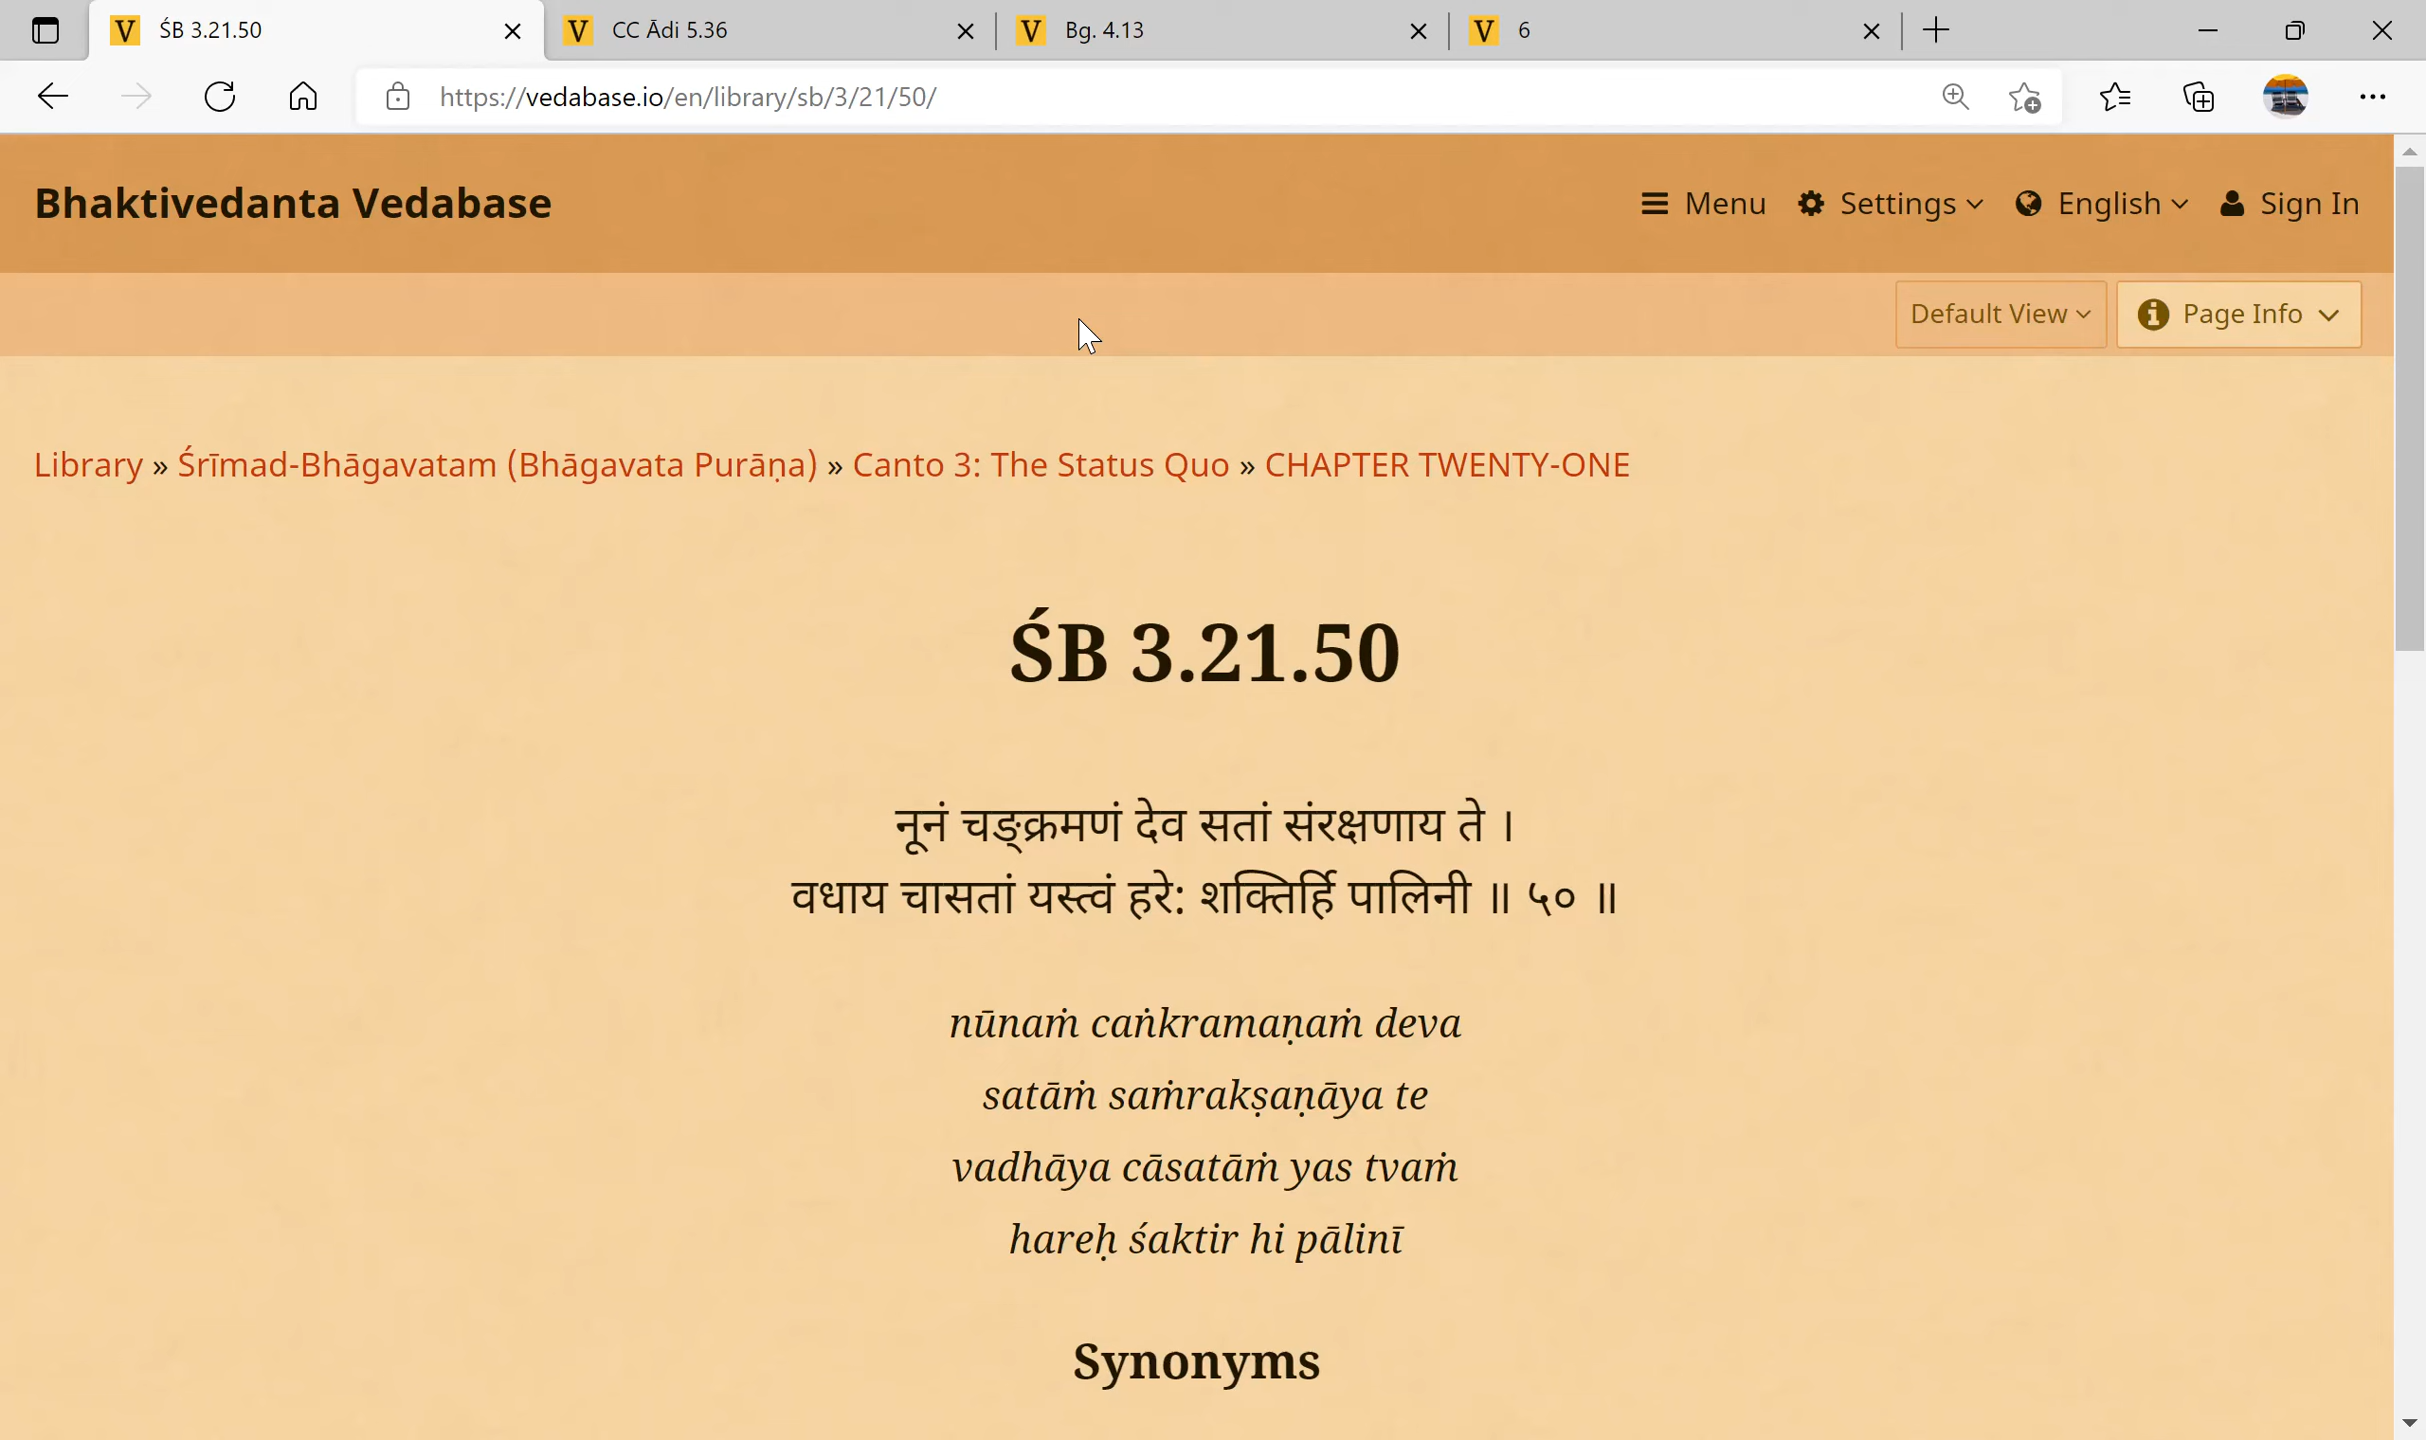 ŚB 3.21.50
CC Ādi 5.36
Bg. 4.13
6
https://vedabase.io/en/library/sb/3/21/50/
Bhaktivedanta Vedabase
Menu Settings English Sign In
Default View Page Info
Library » Śrīmad-Bhāgavatam (Bhāgavata Purāṇa) » Canto 3: The Status Quo » CHAPTER TWENTY-ONE
ŚB 3.21.50
नूनं चङ्क्रमणं देव सतां संरक्षणाय ते ।
वधाय चासतां यस्त्वं हरे: शक्तिर्हि पालिनी ॥ ५० ॥
nūnaṁ caṅkramaṇaṁ deva
satāṁ saṁrakṣaṇāya te
vadhāya cāsatāṁ yas tvaṁ
hareḥ śaktir hi pālinī
Synonyms